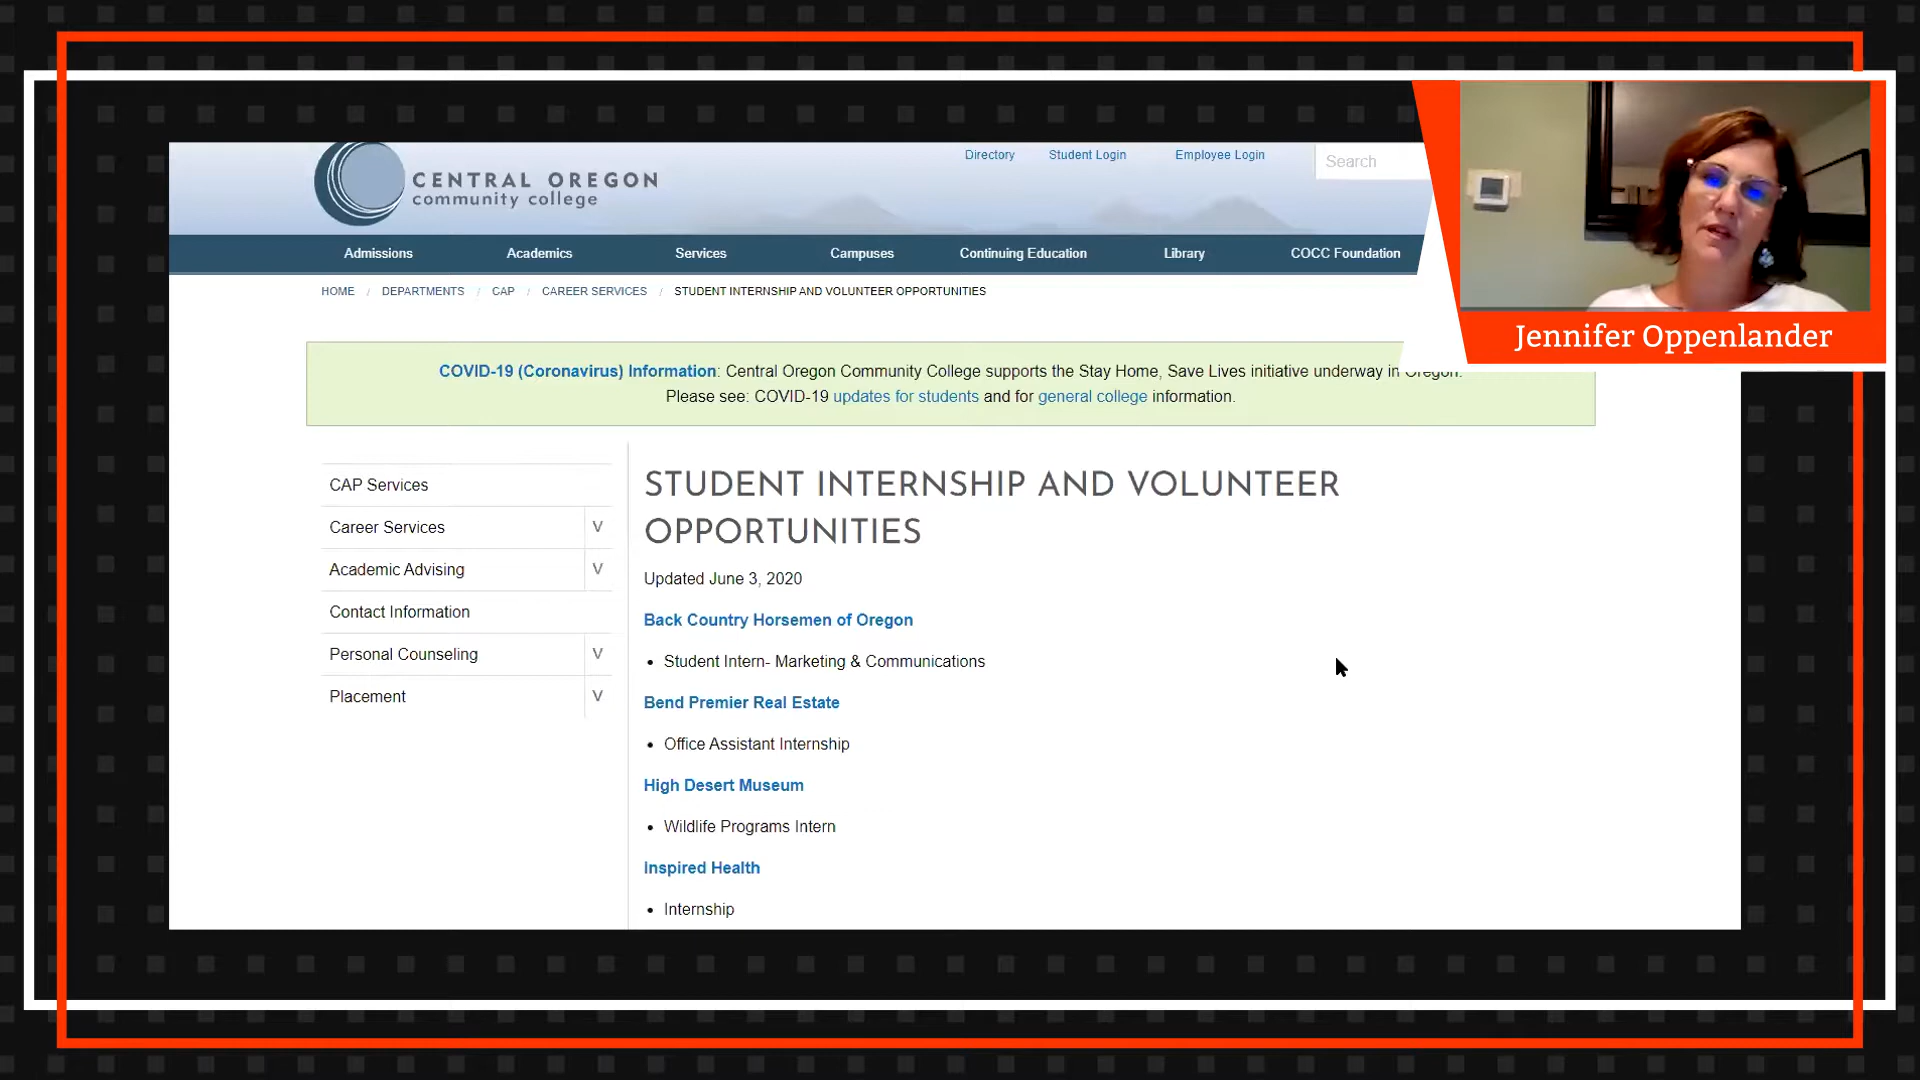 CENTRAL OREGON
community college
Directory
Student Login
Employee Login
Search
Admissions
Academics
Services
Campuses
Continuing Education
Library
COCC Foundation
HOME / DEPARTMENTS / CAP / CAREER SERVICES / STUDENT INTERNSHIP AND VOLUNTEER OPPORTUNITIES
Jennifer Oppenlander
COVID-19 (Coronavirus) Information: Central Oregon Community College supports the Stay Home, Save Lives initiative underway in Oregon.
Please see: COVID-19 updates for students and for general college information.
CAP Services
Career Services V
Academic Advising V
Contact Information
Personal Counseling V
Placement V
STUDENT INTERNSHIP AND VOLUNTEER
OPPORTUNITIES
Updated June 3, 2020
Back Country Horsemen of Oregon
• Student Intern- Marketing & Communications
Bend Premier Real Estate
• Office Assistant Internship
High Desert Museum
• Wildlife Programs Intern
Inspired Health
• Internship